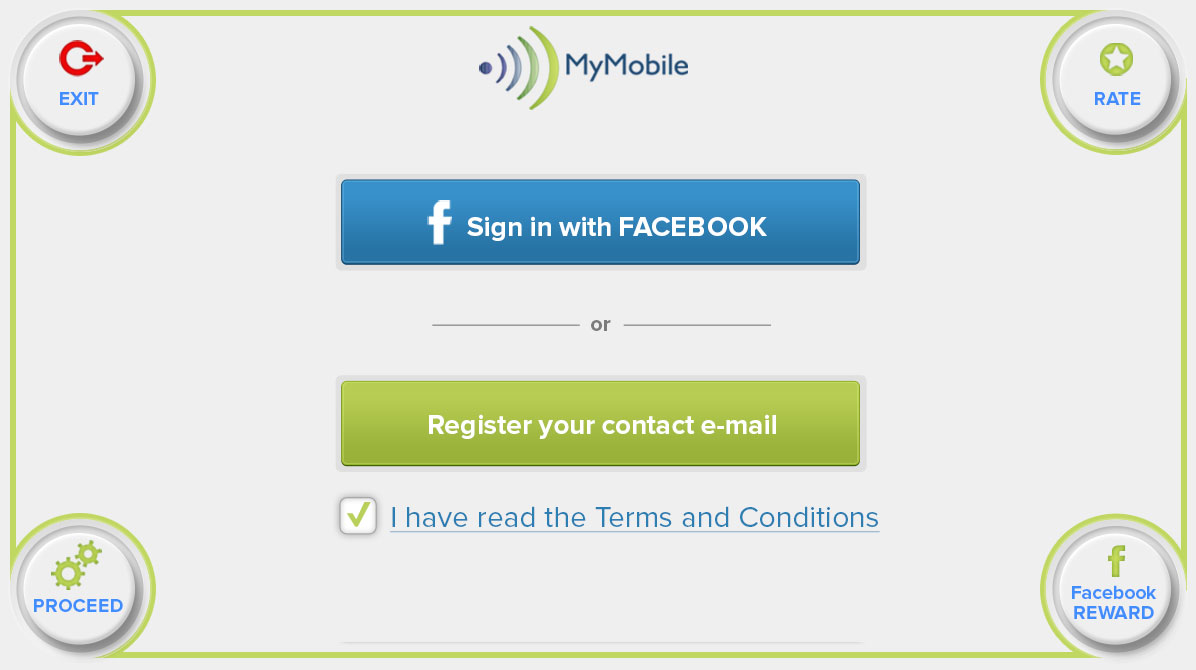 MyMobile
EXIT
RATE
Sign in with FACEBOOK
or
Register your contact e-mail
I have read the Terms and Conditions
PROCEED
Facebook
REWARD